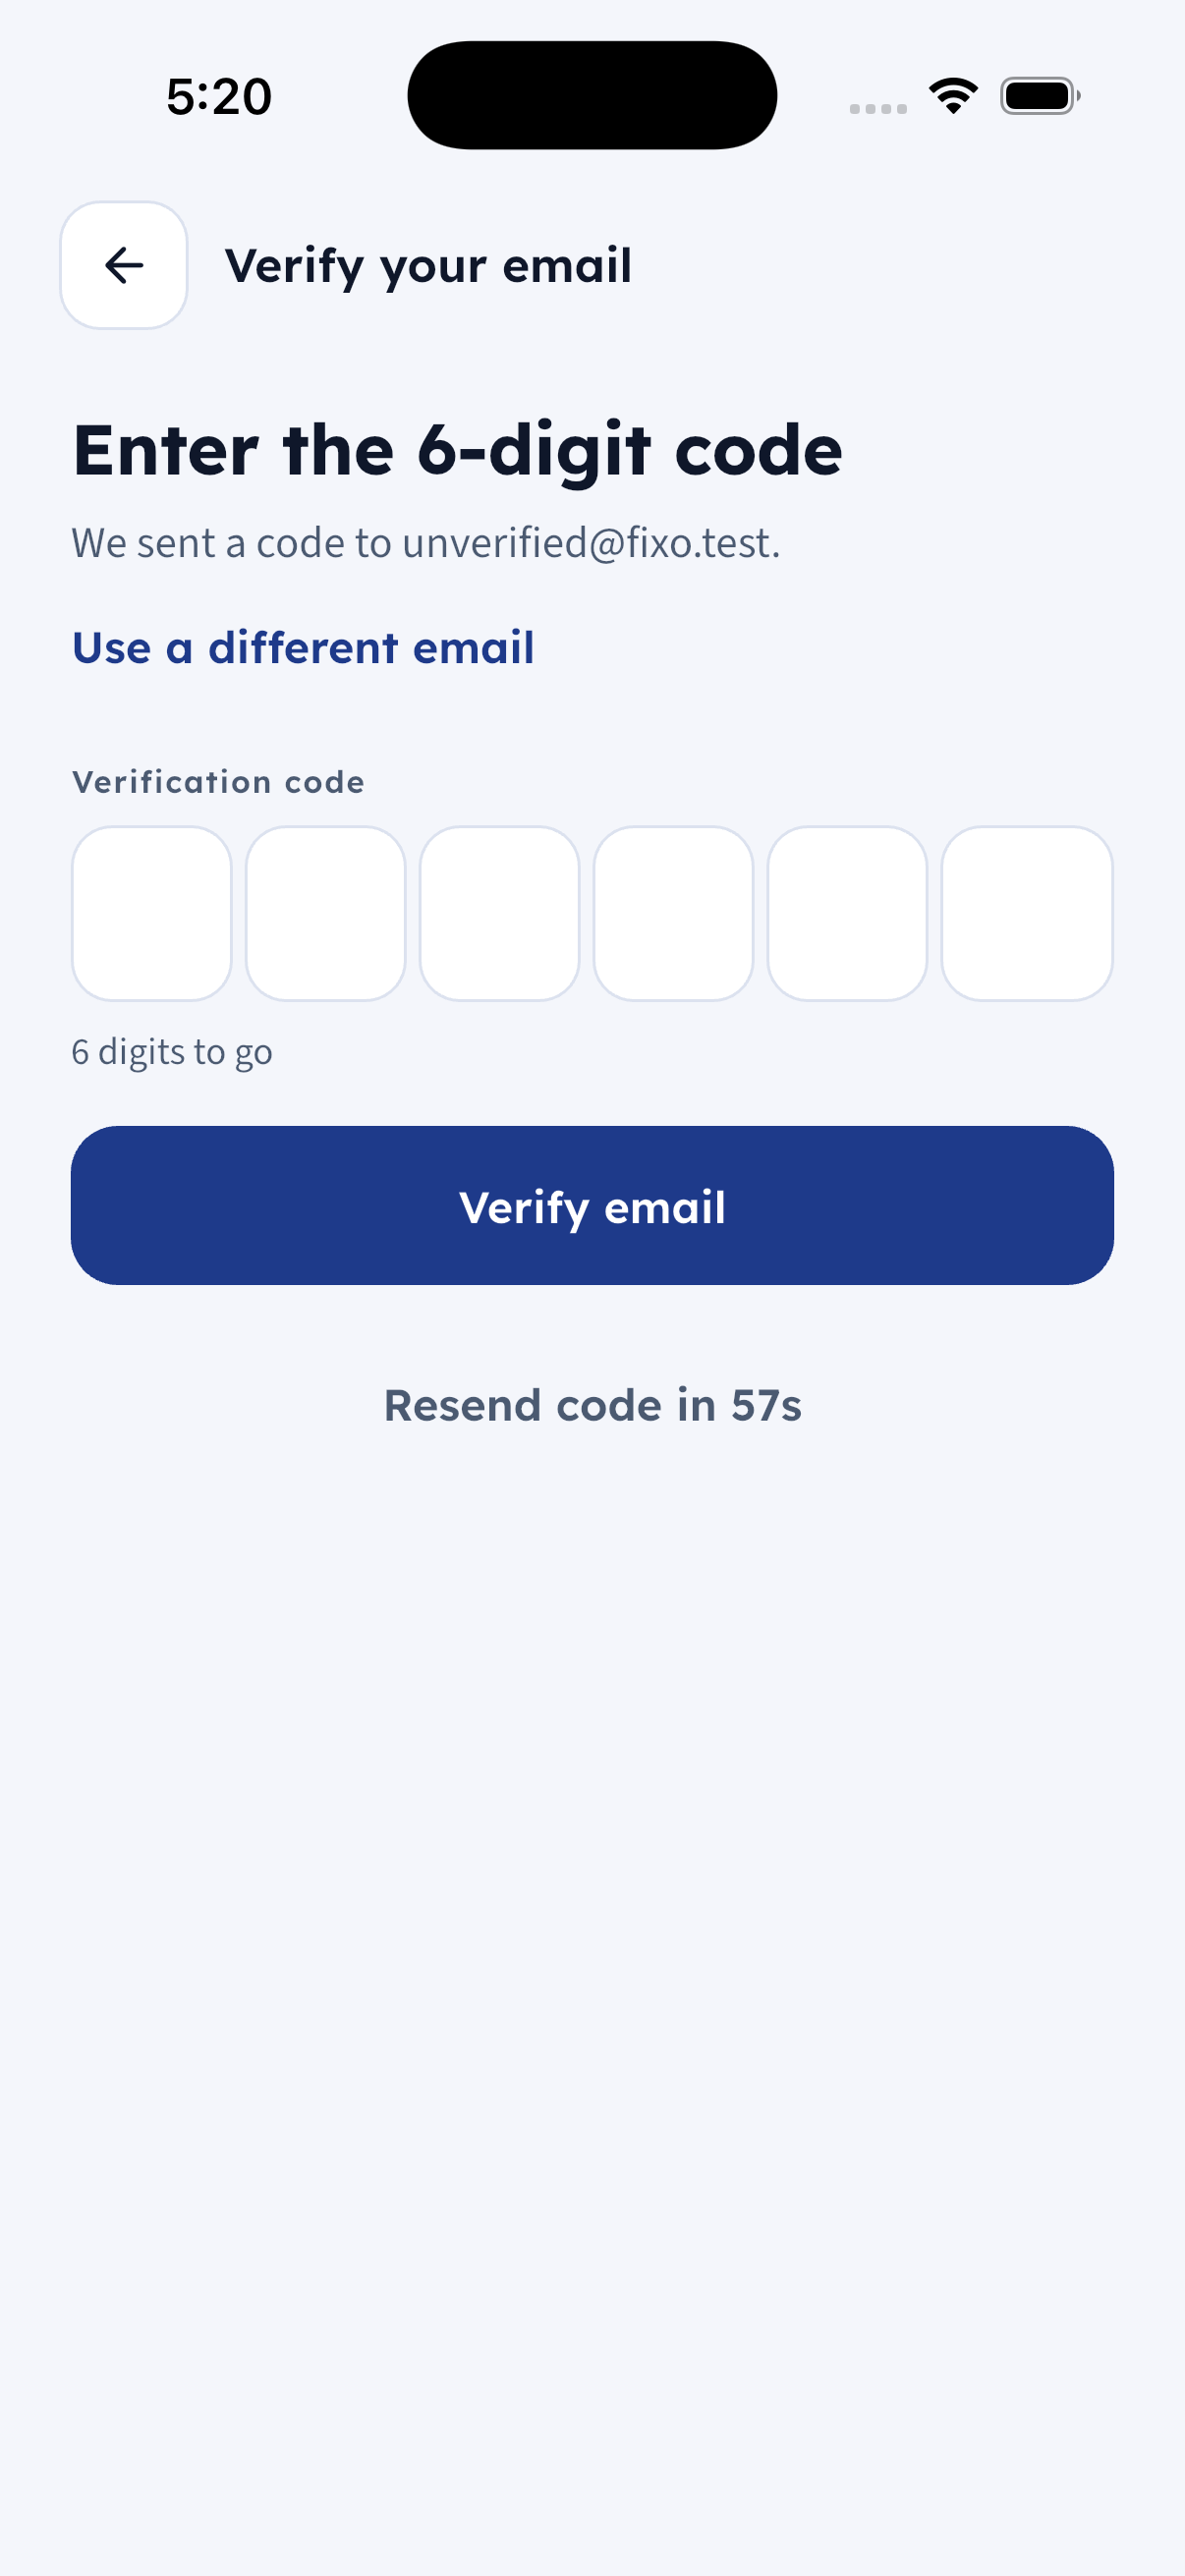 5:20
Verify your email
Enter the 6-digit code
We sent a code to unverified@fixo.test.
Use a different email
Verification code
6 digits to go
Verify email
Resend code in 57s